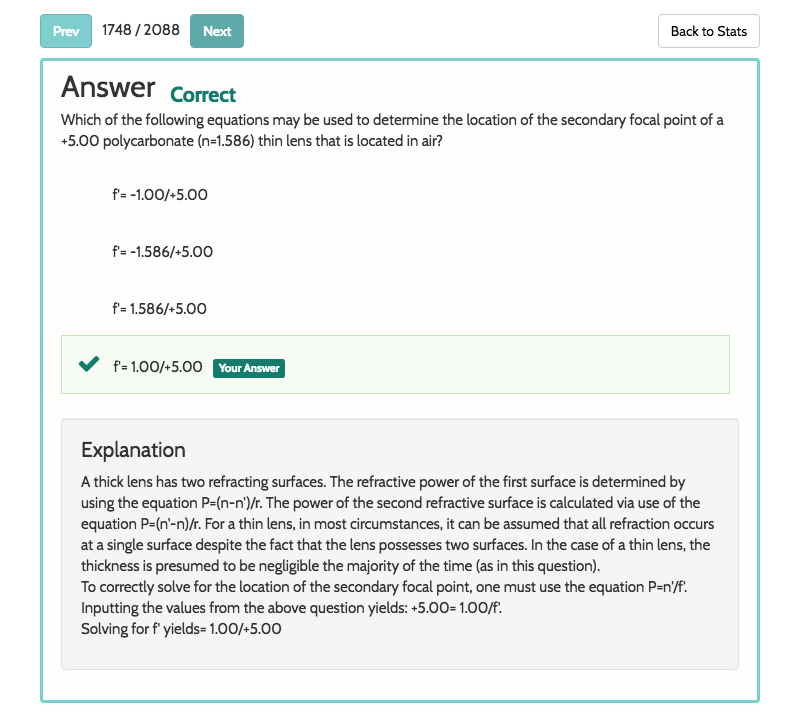 Prev 1748 / 2088 Next Back to Stats
Answer Correct
Which of the following equations may be used to determine the location of the secondary focal point of a
+5.00 polycarbonate (n=1.586) thin lens that is located in air?
f'= -1.00/+5.00
f'= -1.586/+5.00
f'= 1.586/+5.00
f'= 1.00/+5.00 Your Answer
Explanation
A thick lens has two refracting surfaces. The refractive power of the first surface is determined by
using the equation P=(n-n')/r. The power of the second refractive surface is calculated via use of the
equation P=(n'-n)/r. For a thin lens, in most circumstances, it can be assumed that all refraction occurs
at a single surface despite the fact that the lens possesses two surfaces. In the case of a thin lens, the
thickness is presumed to be negligible the majority of the time (as in this question).
To correctly solve for the location of the secondary focal point, one must use the equation P=n'/f'.
Inputting the values from the above question yields: +5.00= 1.00/f'.
Solving for f' yields= 1.00/+5.00